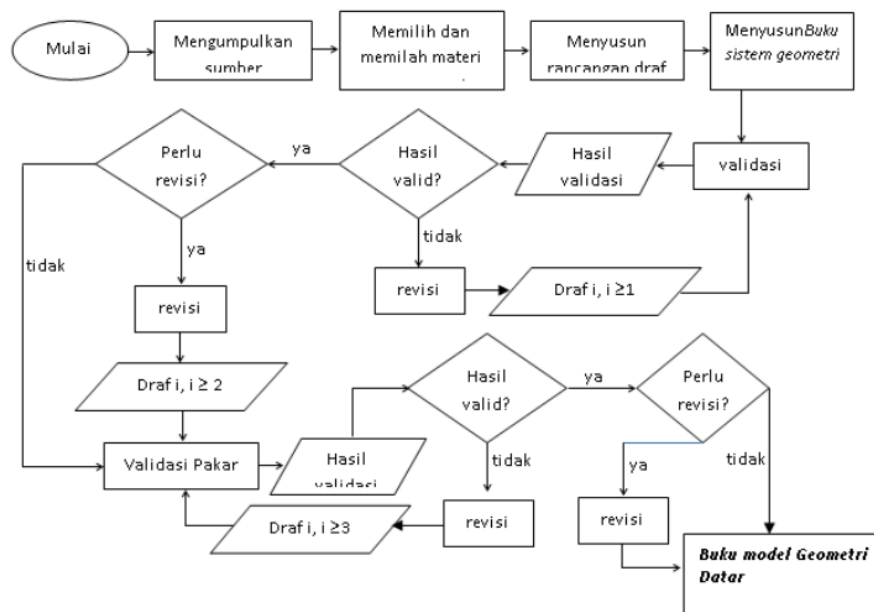 Mulai
Mengumpulkan
sumber
Memilih dan
memilah materi
Menyusun
rancangan draf
MenyusunBuku
sistem geometri
Perlu
revisi?
ya
Hasil
valid?
Hasil
validasi
validasi
tidak
ya
tidak
revisi
revisi
Draf i, i ≥1
Draf i, i ≥ 2
Hasil
valid?
ya
Perlu
revisi?
Validasi Pakar
Hasil
validasi
tidak
ya
tidak
Draf i, i ≥3
revisi
revisi
Buku model Geometri
Datar